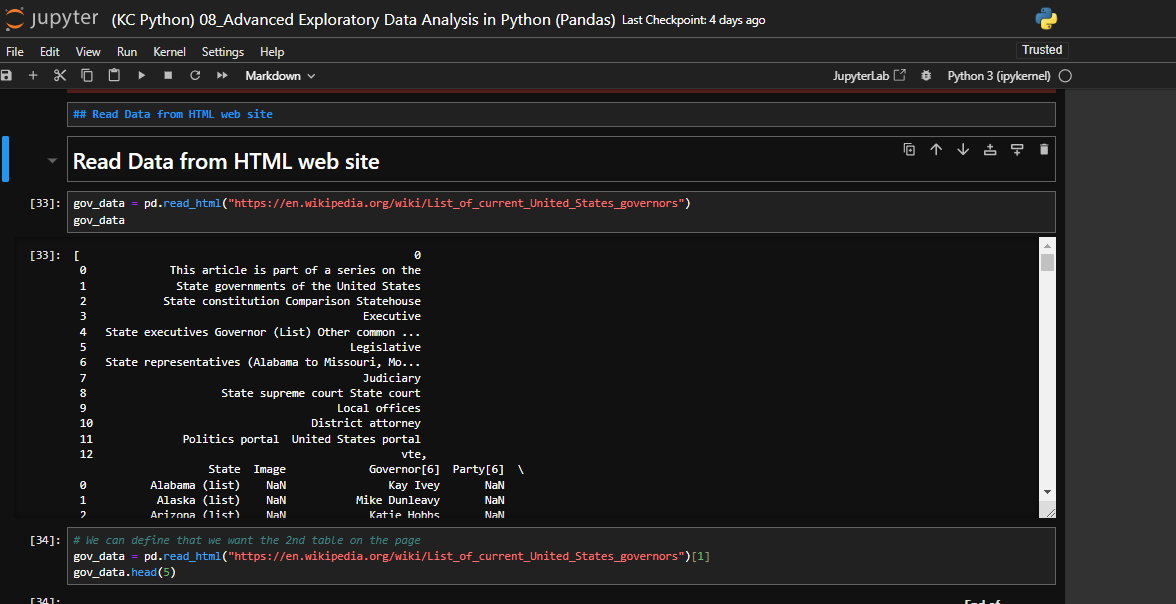 jupyter (KC Python) 08_Advanced Exploratory Data Analysis in Python (Pandas) Last Checkpoint: 4 days ago
File Edit View Run Kernel Settings Help Trusted
Markdown JupyterLab Python 3 (ipykernel)
## Read Data from HTML web site
Read Data from HTML web site
[33]: gov_data = pd.read_html("https://en.wikipedia.org/wiki/List_of_current_United_States_governors")
gov_data
[33]: [ 0
0 This article is part of a series on the
1 State governments of the United States
2 State constitution Comparison Statehouse
3 Executive
4 State executives Governor (List) Other common ...
5 Legislative
6 State representatives (Alabama to Missouri, Mo...
7 Judiciary
8 State supreme court State court
9 Local offices
10 District attorney
11 Politics portal United States portal
12 vte,
State Image Governor[6] Party[6] \
0 Alabama (list) NaN Kay Ivey NaN
1 Alaska (list) NaN Mike Dunleavy NaN
2 Arizona (list) NaN Katie Hobbs NaN
[34]: # We can define that we want the 2nd table on the page
gov_data = pd.read_html("https://en.wikipedia.org/wiki/List_of_current_United_States_governors")[1]
gov_data.head(5)
[34]: End of